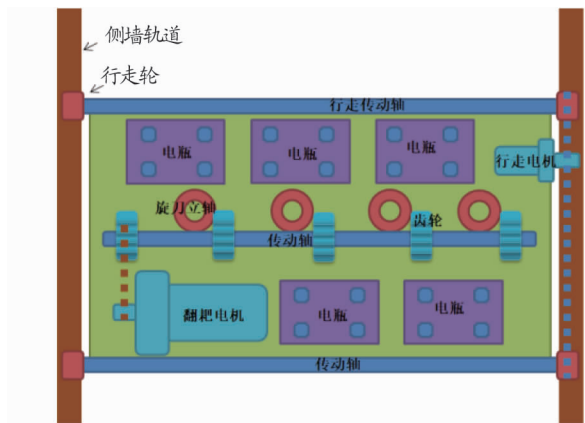 侧墙轨道
行走轮
行走传动轴
电瓶
电瓶
电瓶
行走电机
旋刀立轴
齿轮
传动轴
翻耙电机
电瓶
电瓶
传动轴